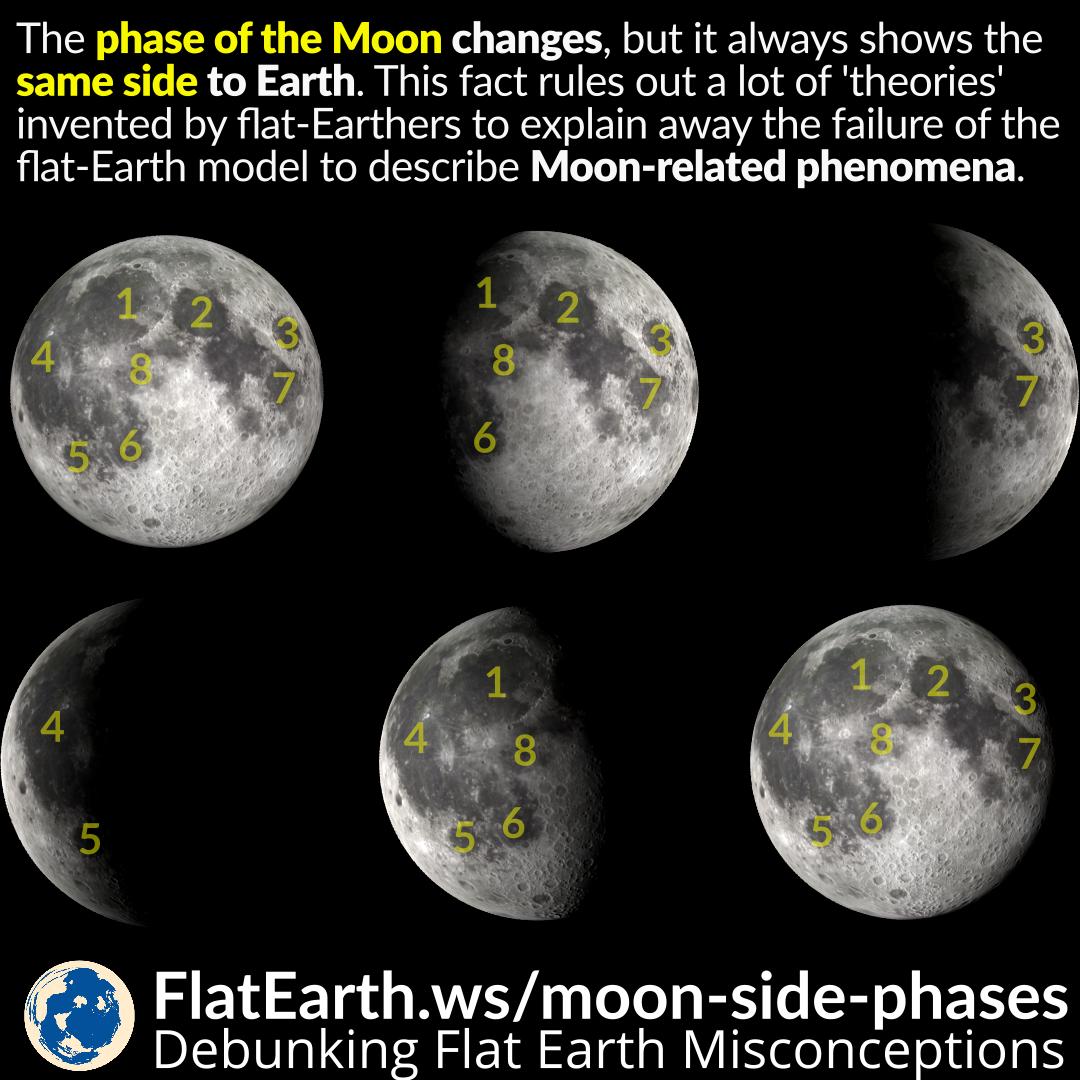 The phase of the Moon changes, but it always shows the
same side to Earth. This fact rules out a lot of 'theories'
invented by flat-Earthers to explain away the failure of the
flat-Earth model to describe Moon-related phenomena.
1 2 3 4 8 7 5 6
1 2 3 8 7 6
3 7
4 5
1 4 8 5 6
1 2 3 4 8 7 5 6
FlatEarth.ws/moon-side-phases
Debunking Flat Earth Misconceptions